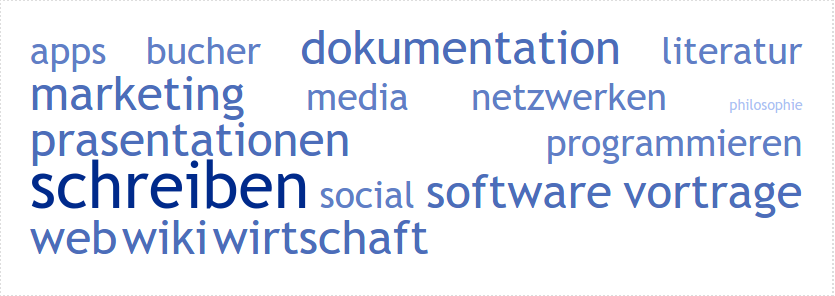 apps bucher dokumentation literatur
marketing media netzwerken philosophie
prasentationen programmieren
schreiben social software vortrage
web wiki wirtschaft